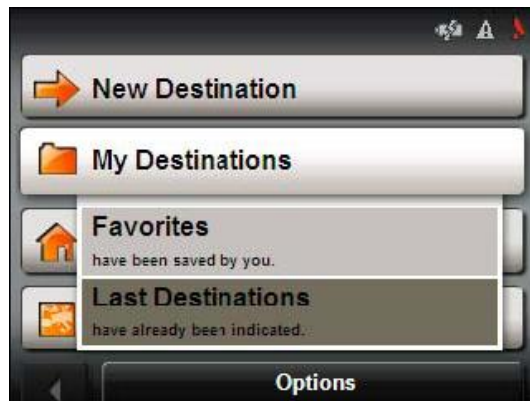 New Destination
My Destinations
Favorites
have been saved by you.
Last Destinations
have already been indicated.
Options